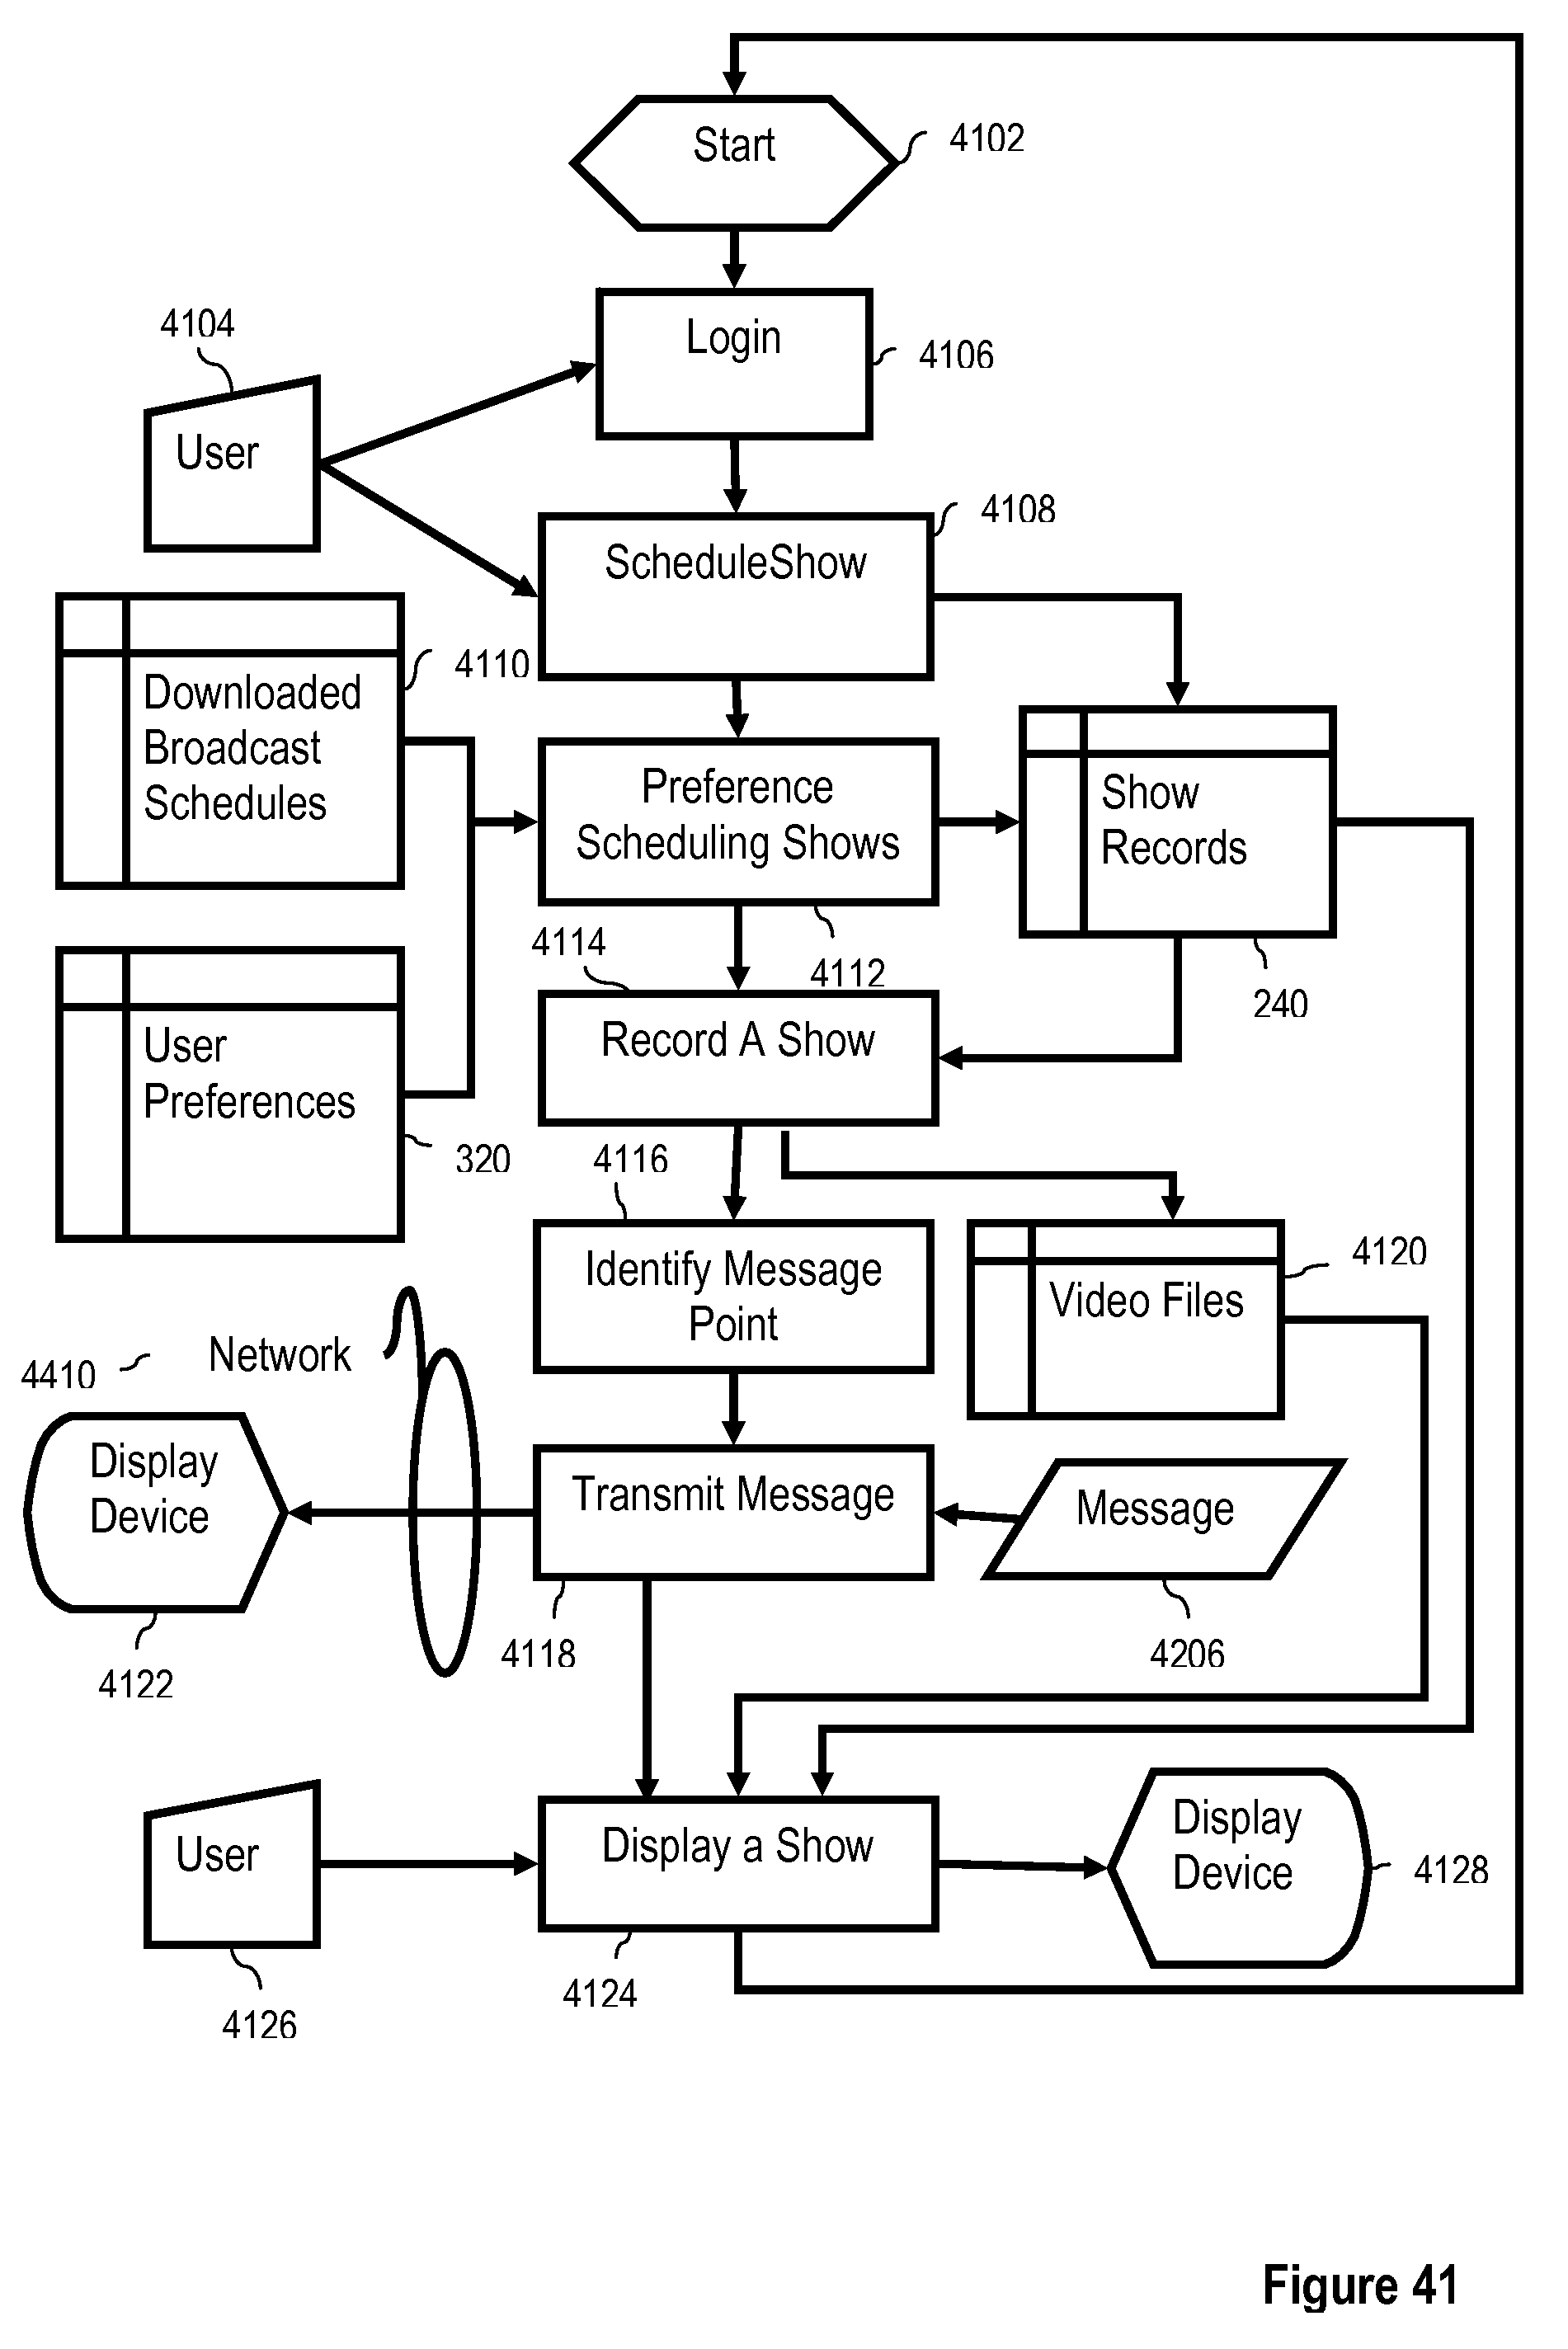 Start
4102
4104
Login
4106
User
4108
ScheduleShow
4110
Downloaded
Broadcast
Schedules
Preference
Scheduling Shows
Show
Records
4114
4112
240
Record A Show
User
Preferences
320
4116
Identify Message
Point
4120
Video Files
4410
Network
Display
Device
Transmit Message
Message
4122
4118
4206
User
Display a Show
Display
Device
4128
4124
4126
Figure 41